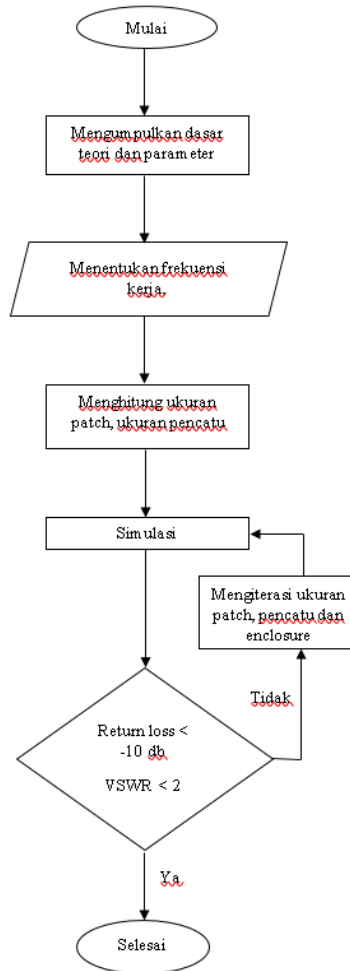 Mulai
Mengumpulkan dasar
teori dan parameter
Menentukan frekuensi
kerja,
Menghitung ukuran
patch, ukuran pencatu
Simulasi
Mengiterasi ukuran
patch, pencatu dan
enclosure
Tidak
Return loss <
-10 db
VSWR < 2
Ya
Selesai